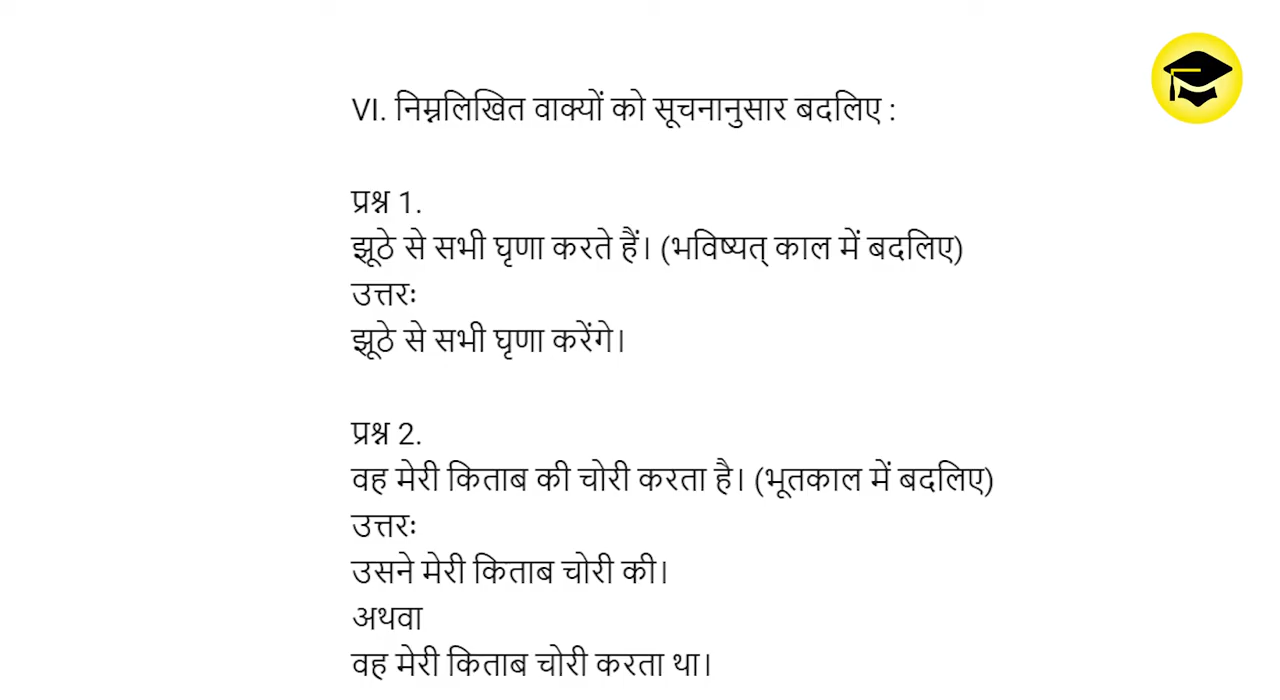 VI. निम्नलिखित वाक्यों को सूचनानुसार बदलिए :
प्रश्न 1.
झूठे से सभी घृणा करते हैं। (भविष्यत् काल में बदलिए)
उत्तरः
झूठे से सभी घृणा करेंगे।
प्रश्न 2.
वह मेरी किताब की चोरी करता है। (भूतकाल में बदलिए)
उत्तरः
उसने मेरी किताब चोरी की।
अथवा
वह मेरी किताब चोरी करता था।